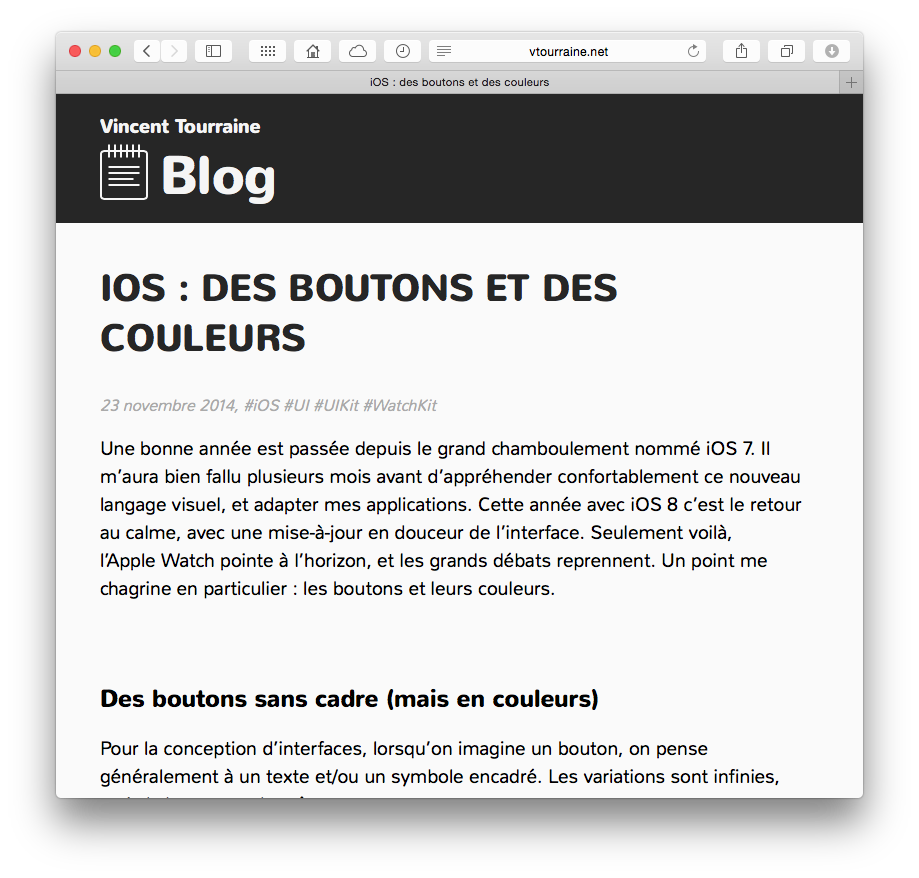 vtourraine.net
iOS : des boutons et des couleurs
Vincent Tourraine
Blog
IOS : DES BOUTONS ET DES
COULEURS
23 novembre 2014, #iOS #UI #UIKit #WatchKit
Une bonne année est passée depuis le grand chamboulement nommé iOS 7. Il
m’aura bien fallu plusieurs mois avant d’appréhender confortablement ce nouveau
langage visuel, et adapter mes applications. Cette année avec iOS 8 c’est le retour
au calme, avec une mise-à-jour en douceur de l’interface. Seulement voilà,
l’Apple Watch pointe à l’horizon, et les grands débats reprennent. Un point me
chagrine en particulier : les boutons et leurs couleurs.
Des boutons sans cadre (mais en couleurs)
Pour la conception d’interfaces, lorsqu’on imagine un bouton, on pense
généralement à un texte et/ou un symbole encadré. Les variations sont infinies,